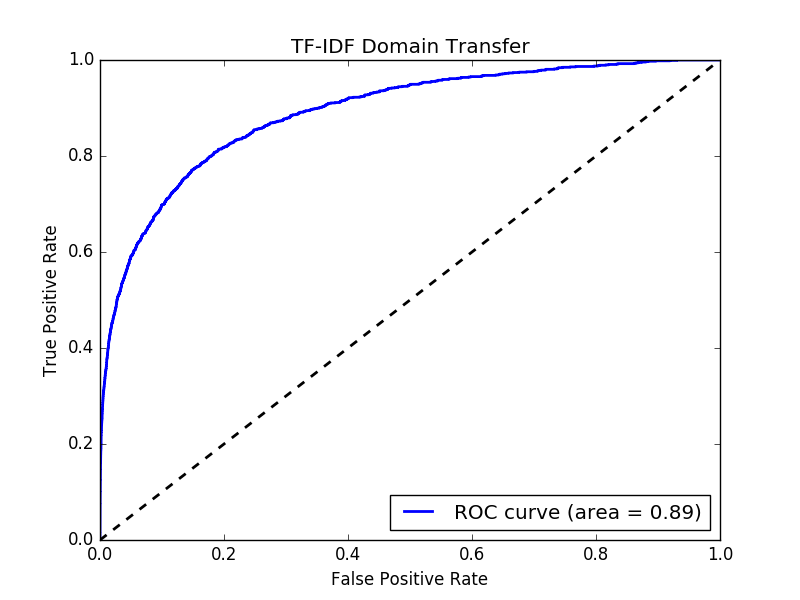 TF-IDF Domain Transfer
1.0
0.8
0.6
0.4
0.2
0.0
True Positive Rate
ROC curve (area = 0.89)
0.0 0.2 0.4 0.6 0.8 1.0
False Positive Rate